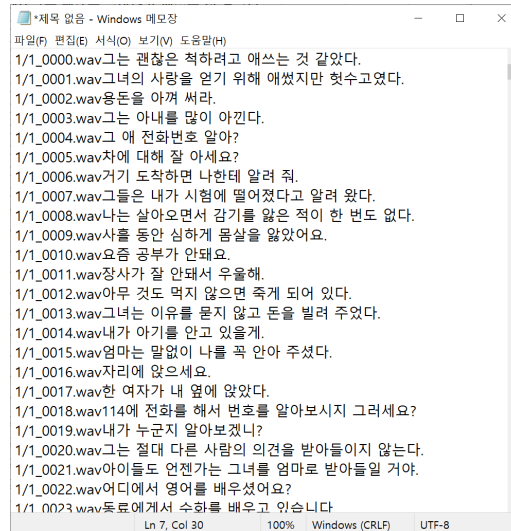 *제목 없음 - Windows 메모장
파일(F) 편집(E) 서식(O) 보기(V) 도움말(H)
1/1_0000.wav그는 괜찮은 척하려고 애쓰는 것 같았다.
1/1_0001.wav그녀의 사랑을 얻기 위해 애썼지만 헛수고였다.
1/1_0002.wav용돈을 아껴 써라.
1/1_0003.wav그는 아내를 많이 아낀다.
1/1_0004.wav그 애 전화번호 알아?
1/1_0005.wav차에 대해 잘 아세요?
1/1_0006.wav거기 도착하면 나한테 알려 줘.
1/1_0007.wav그들은 내가 시험에 떨어졌다고 알려 왔다.
1/1_0008.wav나는 살아오면서 감기를 앓은 적이 한 번도 없다.
1/1_0009.wav사흘 동안 심하게 몸살을 앓았어요.
1/1_0010.wav요즘 공부가 안돼요.
1/1_0011.wav장사가 잘 안돼서 우울해.
1/1_0012.wav아무 것도 먹지 않으면 죽게 되어 있다.
1/1_0013.wav그녀는 이유를 묻지 않고 돈을 빌려 주었다.
1/1_0014.wav내가 아기를 안고 있을게.
1/1_0015.wav엄마는 말없이 나를 꼭 안아 주셨다.
1/1_0016.wav자리에 앉으세요.
1/1_0017.wav한 여자가 내 옆에 앉았다.
1/1_0018.wav114에 전화를 해서 번호를 알아보시지 그러세요?
1/1_0019.wav내가 누군지 알아보겠니?
1/1_0020.wav그는 절대 다른 사람의 의견을 받아들이지 않는다.
1/1_0021.wav아이들도 언젠가는 그녀를 엄마로 받아들일 거야.
1/1_0022.wav어디에서 영어를 배우셨어요?
1/1_0023.wav동료에게서 수화를 배우고 있습니다
Ln 7, Col 30 100% Windows (CRLF) UTF-8